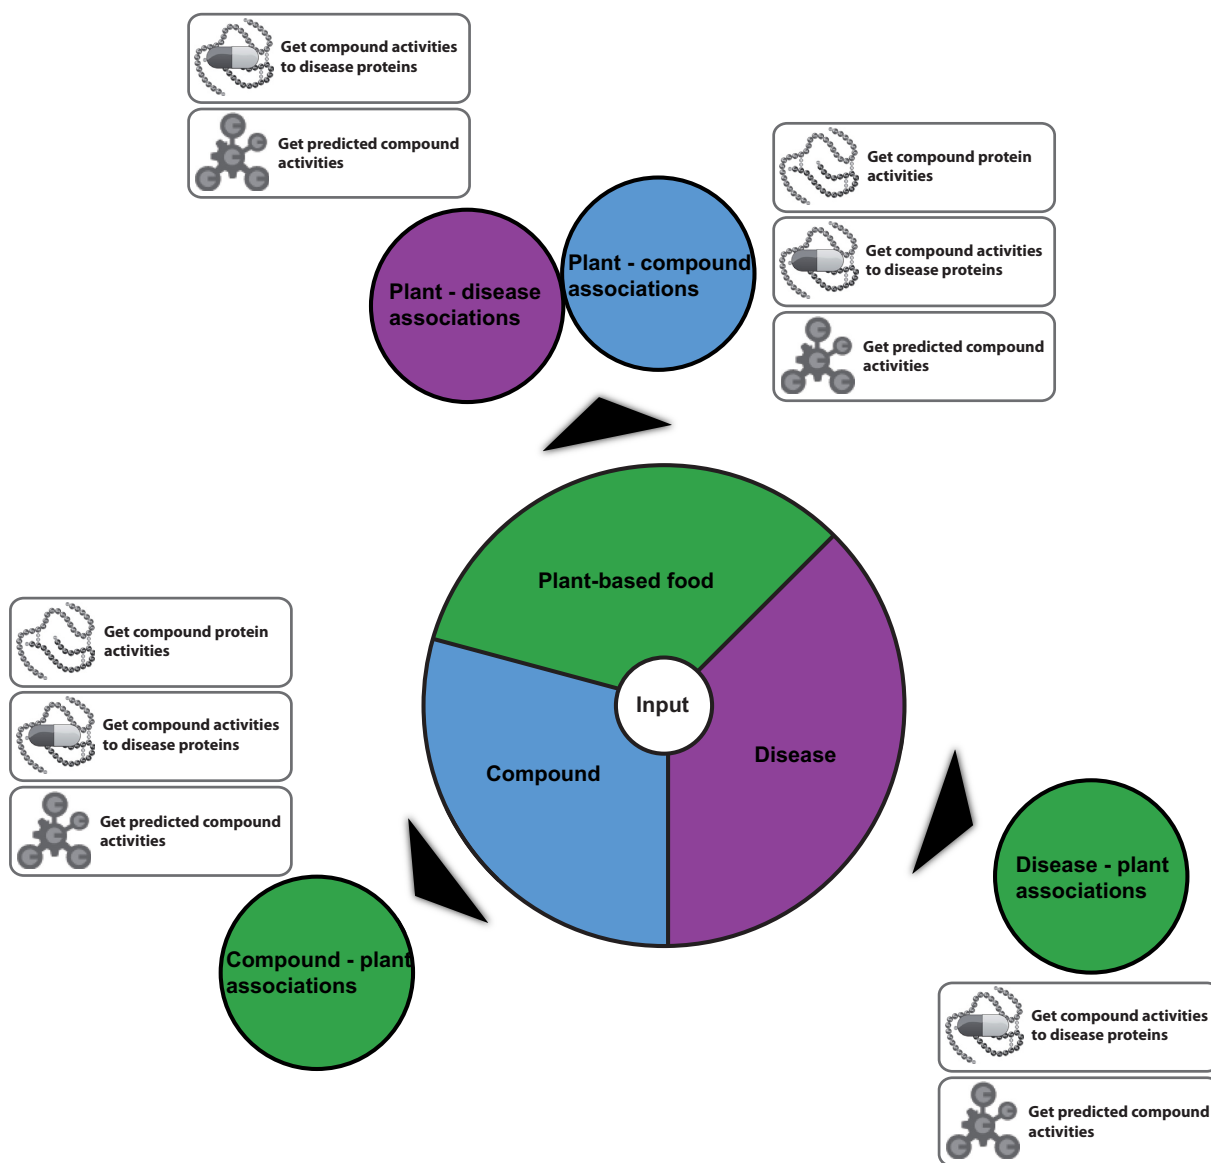 Get compound activities
to disease proteins
Get predicted compound
activities
Get compound protein
activities
Get compound activities
to disease proteins
Get predicted compound
activities
Plant - disease
associations
Plant - compound
associations
Plant-based food
Input
Compound
Disease
Get compound protein
activities
Get compound activities
to disease proteins
Get predicted compound
activities
Compound - plant
associations
Disease - plant
associations
Get compound activities
to disease proteins
Get predicted compound
activities